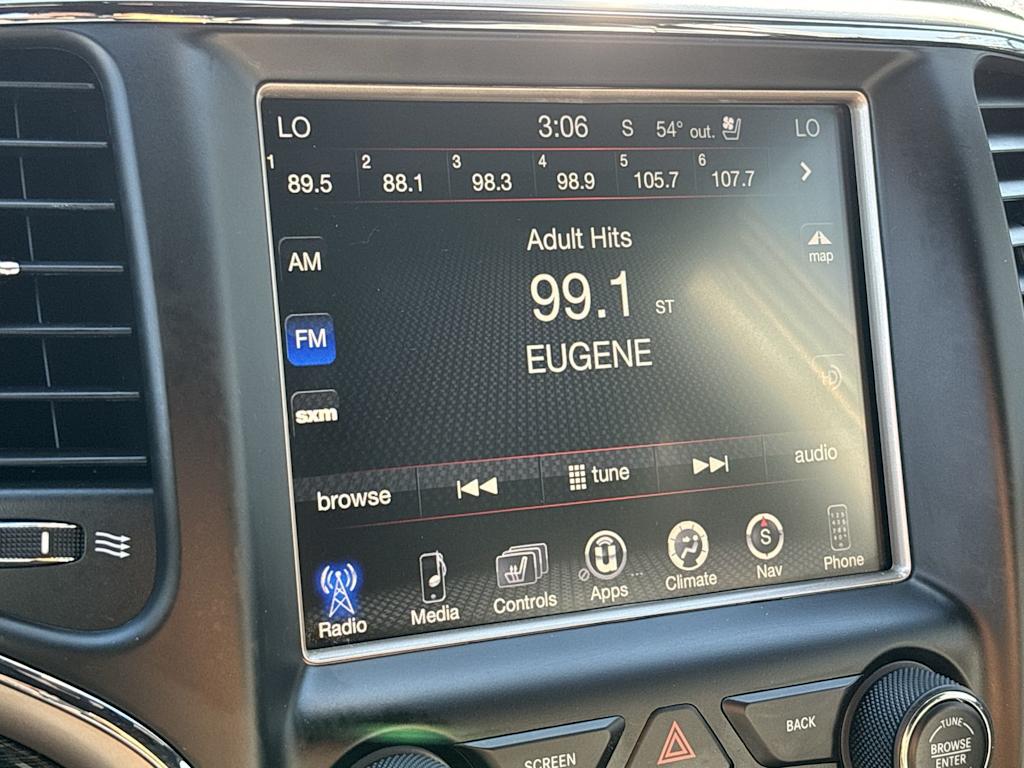 LO 3:06 S 54° out. LO
1 89.5 2 88.1 3 98.3 4 98.9 5 105.7 6 107.7
Adult Hits
AM
map
99.1 ST
FM
EUGENE
HD
sxm
browse tune audio
Radio Media Controls Apps Climate Nav Phone
S
SCREEN
BACK
TUNE
BROWSE
ENTER